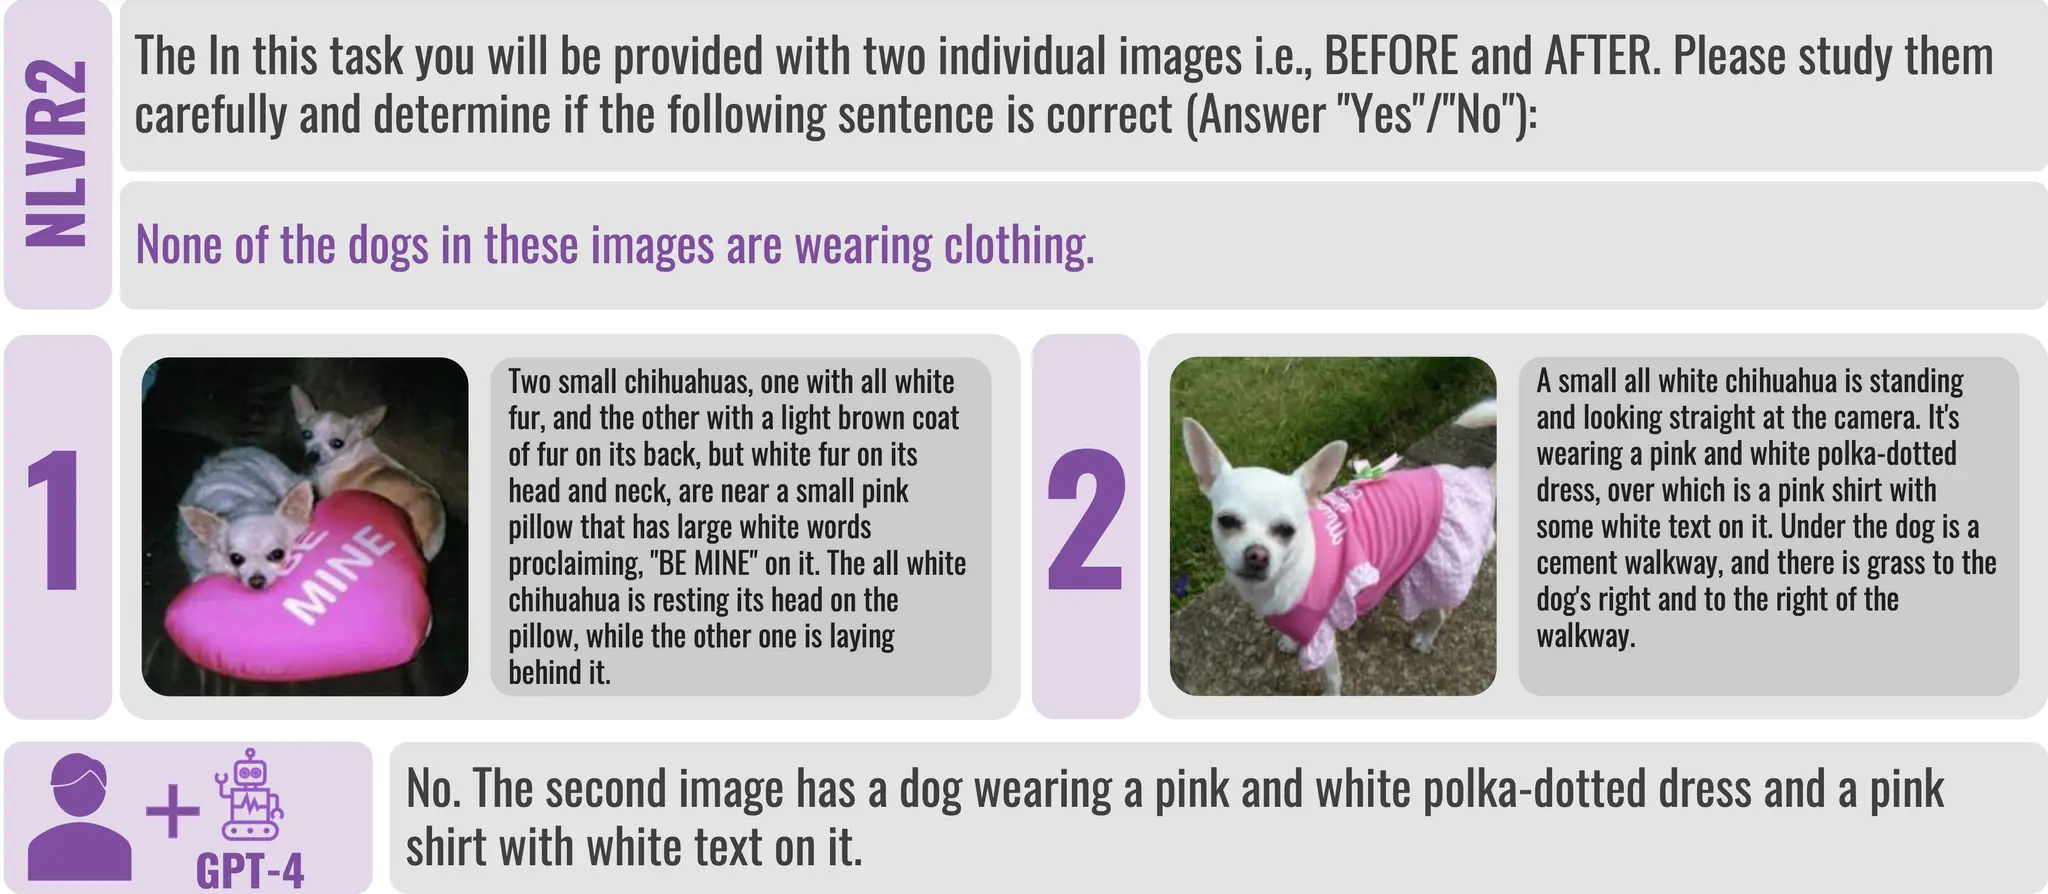 NLVR2
The In this task you will be provided with two individual images i.e., BEFORE and AFTER. Please study them
carefully and determine if the following sentence is correct (Answer "Yes"/"No"):
None of the dogs in these images are wearing clothing.
1
BE
MINE
Two small chihuahuas, one with all white
fur, and the other with a light brown coat
of fur on its back, but white fur on its
head and neck, are near a small pink
pillow that has large white words
proclaiming, "BE MINE" on it. The all white
chihuahua is resting its head on the
pillow, while the other one is laying
behind it.
2
A small all white chihuahua is standing
and looking straight at the camera. It's
wearing a pink and white polka-dotted
dress, over which is a pink shirt with
some white text on it. Under the dog is a
cement walkway, and there is grass to the
dog's right and to the right of the
walkway.
+
GPT-4
No. The second image has a dog wearing a pink and white polka-dotted dress and a pink
shirt with white text on it.